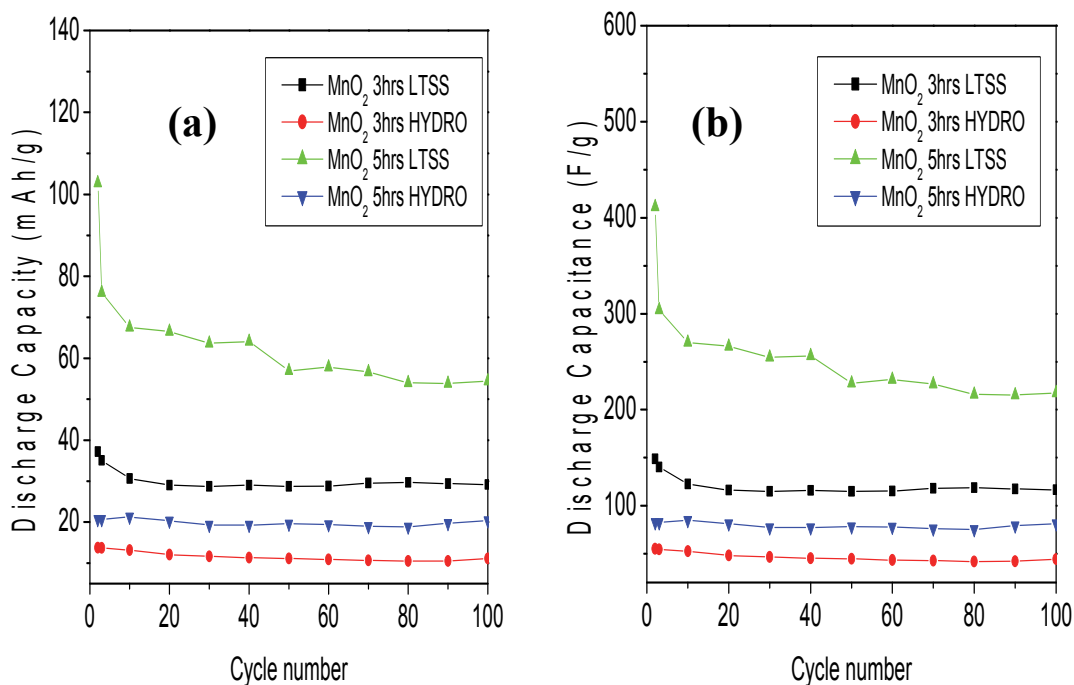 140
120
100
80
60
40
20
0 20 40 60 80 100
Discharge Capacity (mAh/g)
Cycle number
(a)
MnO₂ 3hrs LTSS
MnO₂ 3hrs HYDRO
MnO₂ 5hrs LTSS
MnO₂ 5hrs HYDRO
600
500
400
300
200
100
0 20 40 60 80 100
Discharge Capacitance (F/g)
Cycle number
(b)
MnO₂ 3hrs LTSS
MnO₂ 3hrs HYDRO
MnO₂ 5hrs LTSS
MnO₂ 5hrs HYDRO